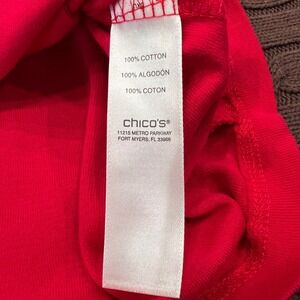 100% COTTON
100% ALGODÓN
100% COTON
chico's®
11215 METRO PARKWAY
FORT MYERS, FL 33966